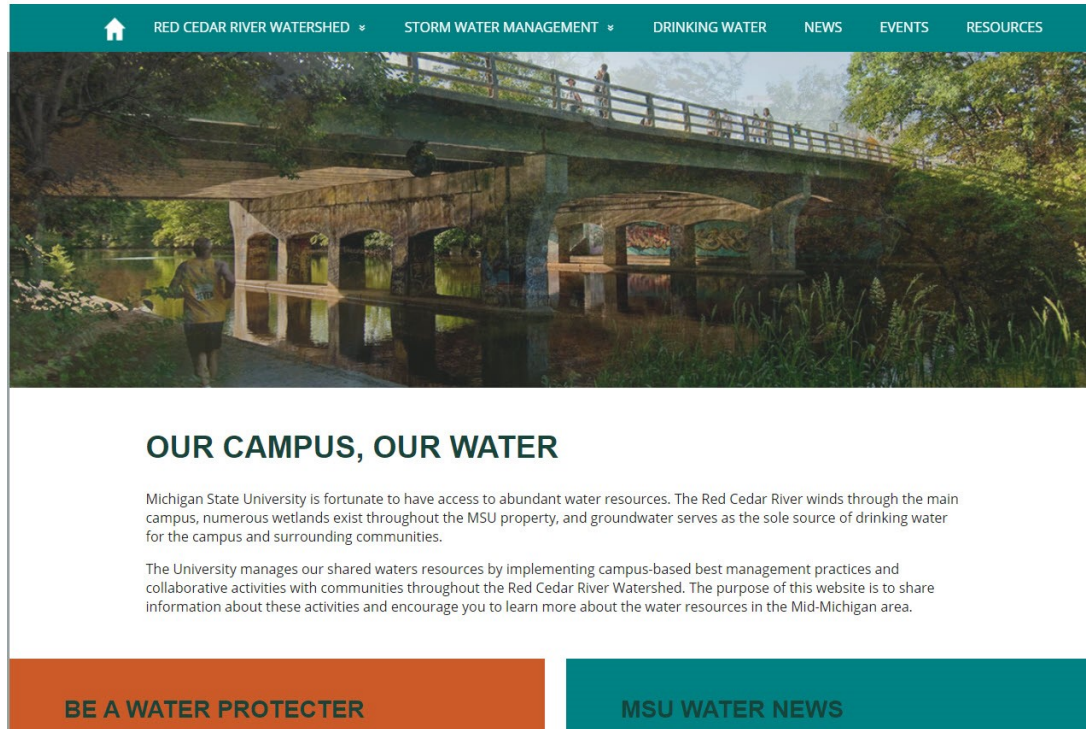 RED CEDAR RIVER WATERSHED
STORM WATER MANAGEMENT
DRINKING WATER
NEWS
EVENTS
RESOURCES
OUR CAMPUS, OUR WATER
Michigan State University is fortunate to have access to abundant water resources. The Red Cedar River winds through the main
campus, numerous wetlands exist throughout the MSU property, and groundwater serves as the sole source of drinking water
for the campus and surrounding communities.
The University manages our shared waters resources by implementing campus-based best management practices and
collaborative activities with communities throughout the Red Cedar River Watershed. The purpose of this website is to share
information about these activities and encourage you to learn more about the water resources in the Mid-Michigan area.
BE A WATER PROTECTER
MSU WATER NEWS